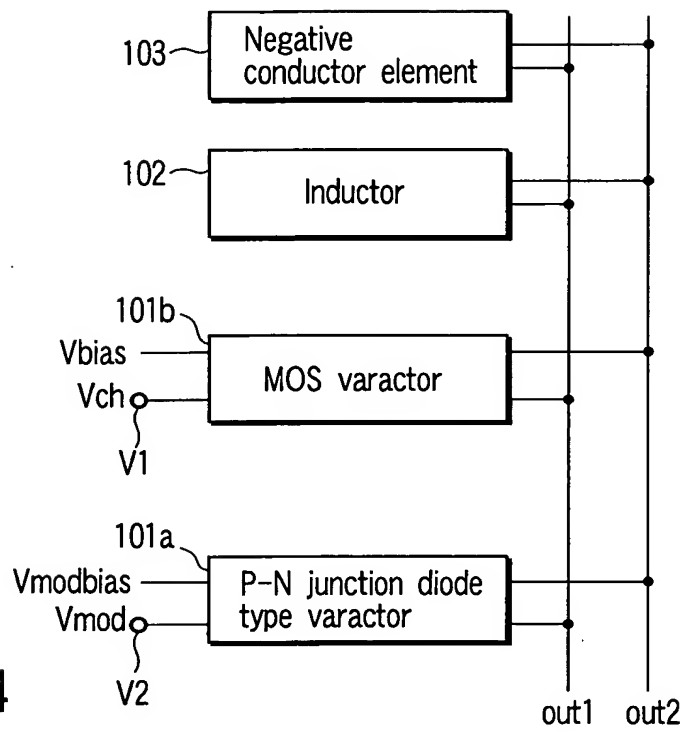 103
Negative
conductor element
102
Inductor
101b
Vbias
Vch
MOS varactor
V1
101a
Vmodbias
Vmod
P-N junction diode
type varactor
V2
4
out1
out2